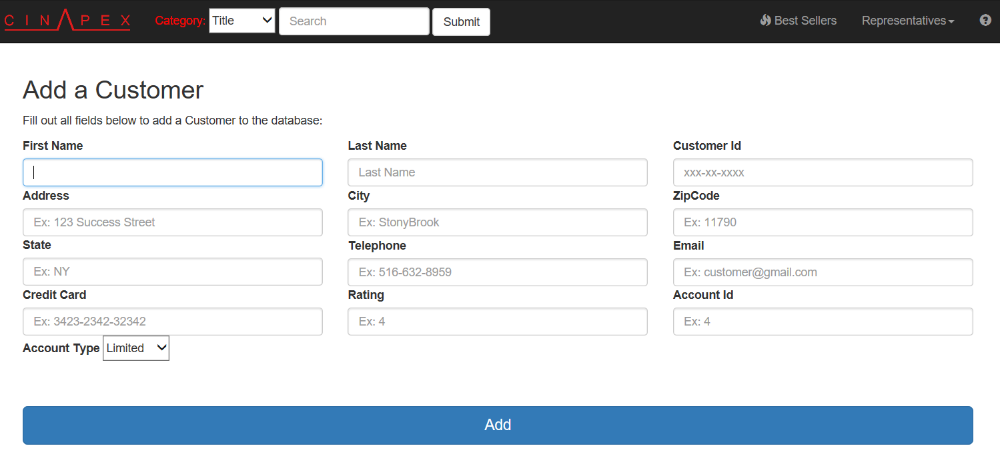 CINAPEX Category: Title Search Submit Best Sellers Representatives ?
Add a Customer
Fill out all fields below to add a Customer to the database:
First Name Last Name Customer Id
Last Name xxx-xx-xxxx
Address City ZipCode
Ex: 123 Success Street Ex: StonyBrook Ex: 11790
State Telephone Email
Ex: NY Ex: 516-632-8959 Ex: customer@gmail.com
Credit Card Rating Account Id
Ex: 3423-2342-32342 Ex: 4 Ex: 4
Account Type Limited
Add